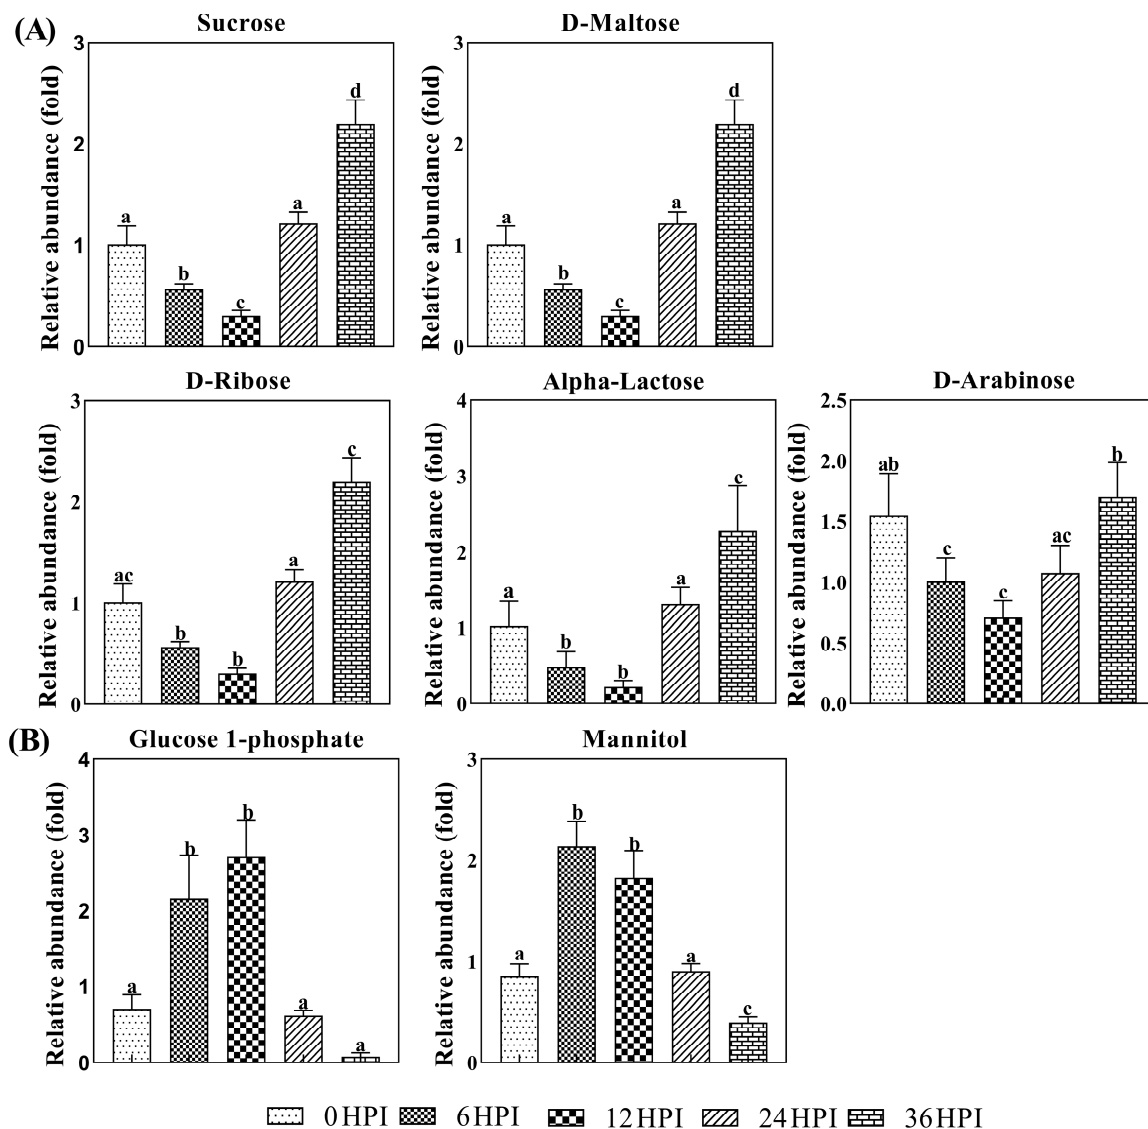 (A)
Sucrose
Relative abundance (fold)
3
2
1
0
a
b
c
a
d
D-Maltose
Relative abundance (fold)
3
2
1
0
a
b
c
a
d
D-Ribose
Relative abundance (fold)
3
2
1
0
ac
b
b
a
c
Alpha-Lactose
Relative abundance (fold)
4
3
2
1
0
a
b
b
a
c
D-Arabinose
Relative abundance (fold)
2.5
2.0
1.5
1.0
0.5
0.0
ab
c
c
ac
b
(B)
Glucose 1-phosphate
Relative abundance (fold)
4
3
2
1
0
a
b
b
a
a
Mannitol
Relative abundance (fold)
3
2
1
0
a
b
b
a
c
0 HPI 6 HPI 12 HPI 24 HPI 36 HPI